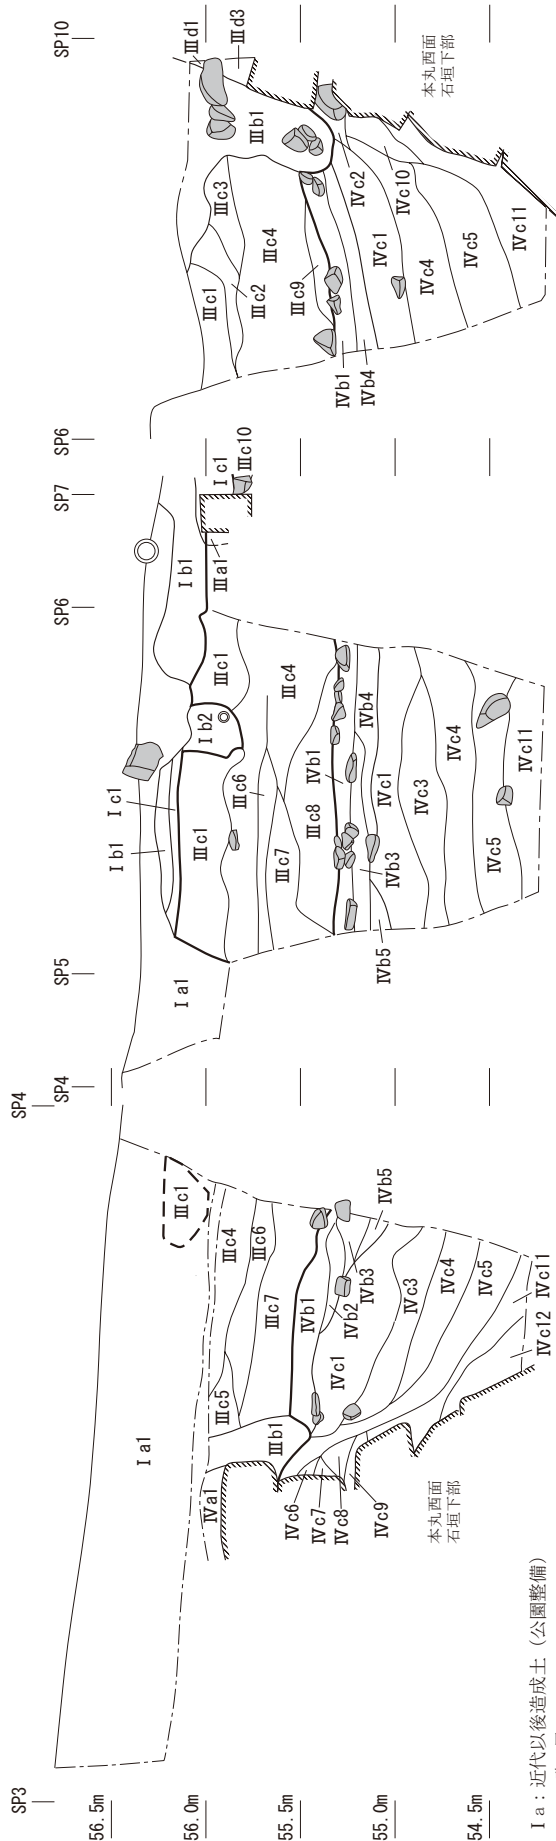 SP3
SP4
SP4
SP5
SP6
SP7
SP6
SP10
56.5m
56.0m
55.5m
55.0m
54.5m
Ⅰa1
Ⅳa1
Ⅲc5
Ⅲb1
Ⅲc1
Ⅲc4
Ⅲc6
Ⅲc7
Ⅳb1
Ⅳb2
Ⅳb3
Ⅳb5
Ⅳc1
Ⅳc3
Ⅳc4
Ⅳc5
Ⅳc6
Ⅳc7
Ⅳc8
Ⅳc9
Ⅳc11
Ⅳc12
本丸西面
石垣下部
Ⅰa1
Ⅰb1
Ⅰc1
Ⅰb2
Ⅰb1
Ⅲc1
Ⅲc1
Ⅲa1
Ⅰc1
Ⅲc10
Ⅲc6
Ⅲc4
Ⅲc7
Ⅲc8
Ⅳb1
Ⅳb4
Ⅳb3
Ⅳb5
Ⅳc1
Ⅳc3
Ⅳc4
Ⅳc5
Ⅳc11
Ⅲd1
Ⅲd3
Ⅲb1
Ⅲc3
Ⅲc1
Ⅲc2
Ⅲc4
Ⅲc9
Ⅳb1
Ⅳb4
Ⅳc2
Ⅳc1
Ⅳc10
Ⅳc4
Ⅳc5
Ⅳc11
本丸西面
石垣下部
Ⅰa：近代以後造成土（公園整備）